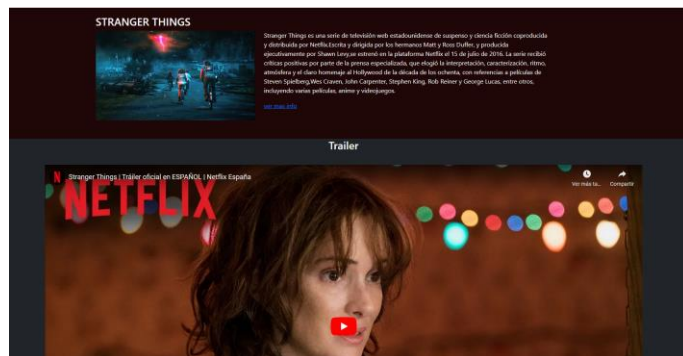 STRANGER THINGS
Stranger Things es una serie de televisión web estadounidense de suspenso y ciencia ficción coproducida
y distribuida por Netflix.Escrita y dirigida por los hermanos Matt y Ross Duffer, y producida
ejecutivamente por Shawn Levy,se estrenó en la plataforma Netflix el 15 de julio de 2016. La serie recibió
críticas positivas por parte de la prensa especializada, que elogió la interpretación, caracterización, ritmo,
atmósfera y el claro homenaje al Hollywood de la década de los ochenta, con referencias a películas de
Steven Spielberg,Wes Craven, John Carpenter, Stephen King, Rob Reiner y George Lucas, entre otros,
incluyendo varias películas, anime y videojuegos.
ver mas info
Trailer
N Stranger Things | Tráiler oficial en ESPAÑOL | Netflix España
Ver más ta... Compartir
NETFLIX